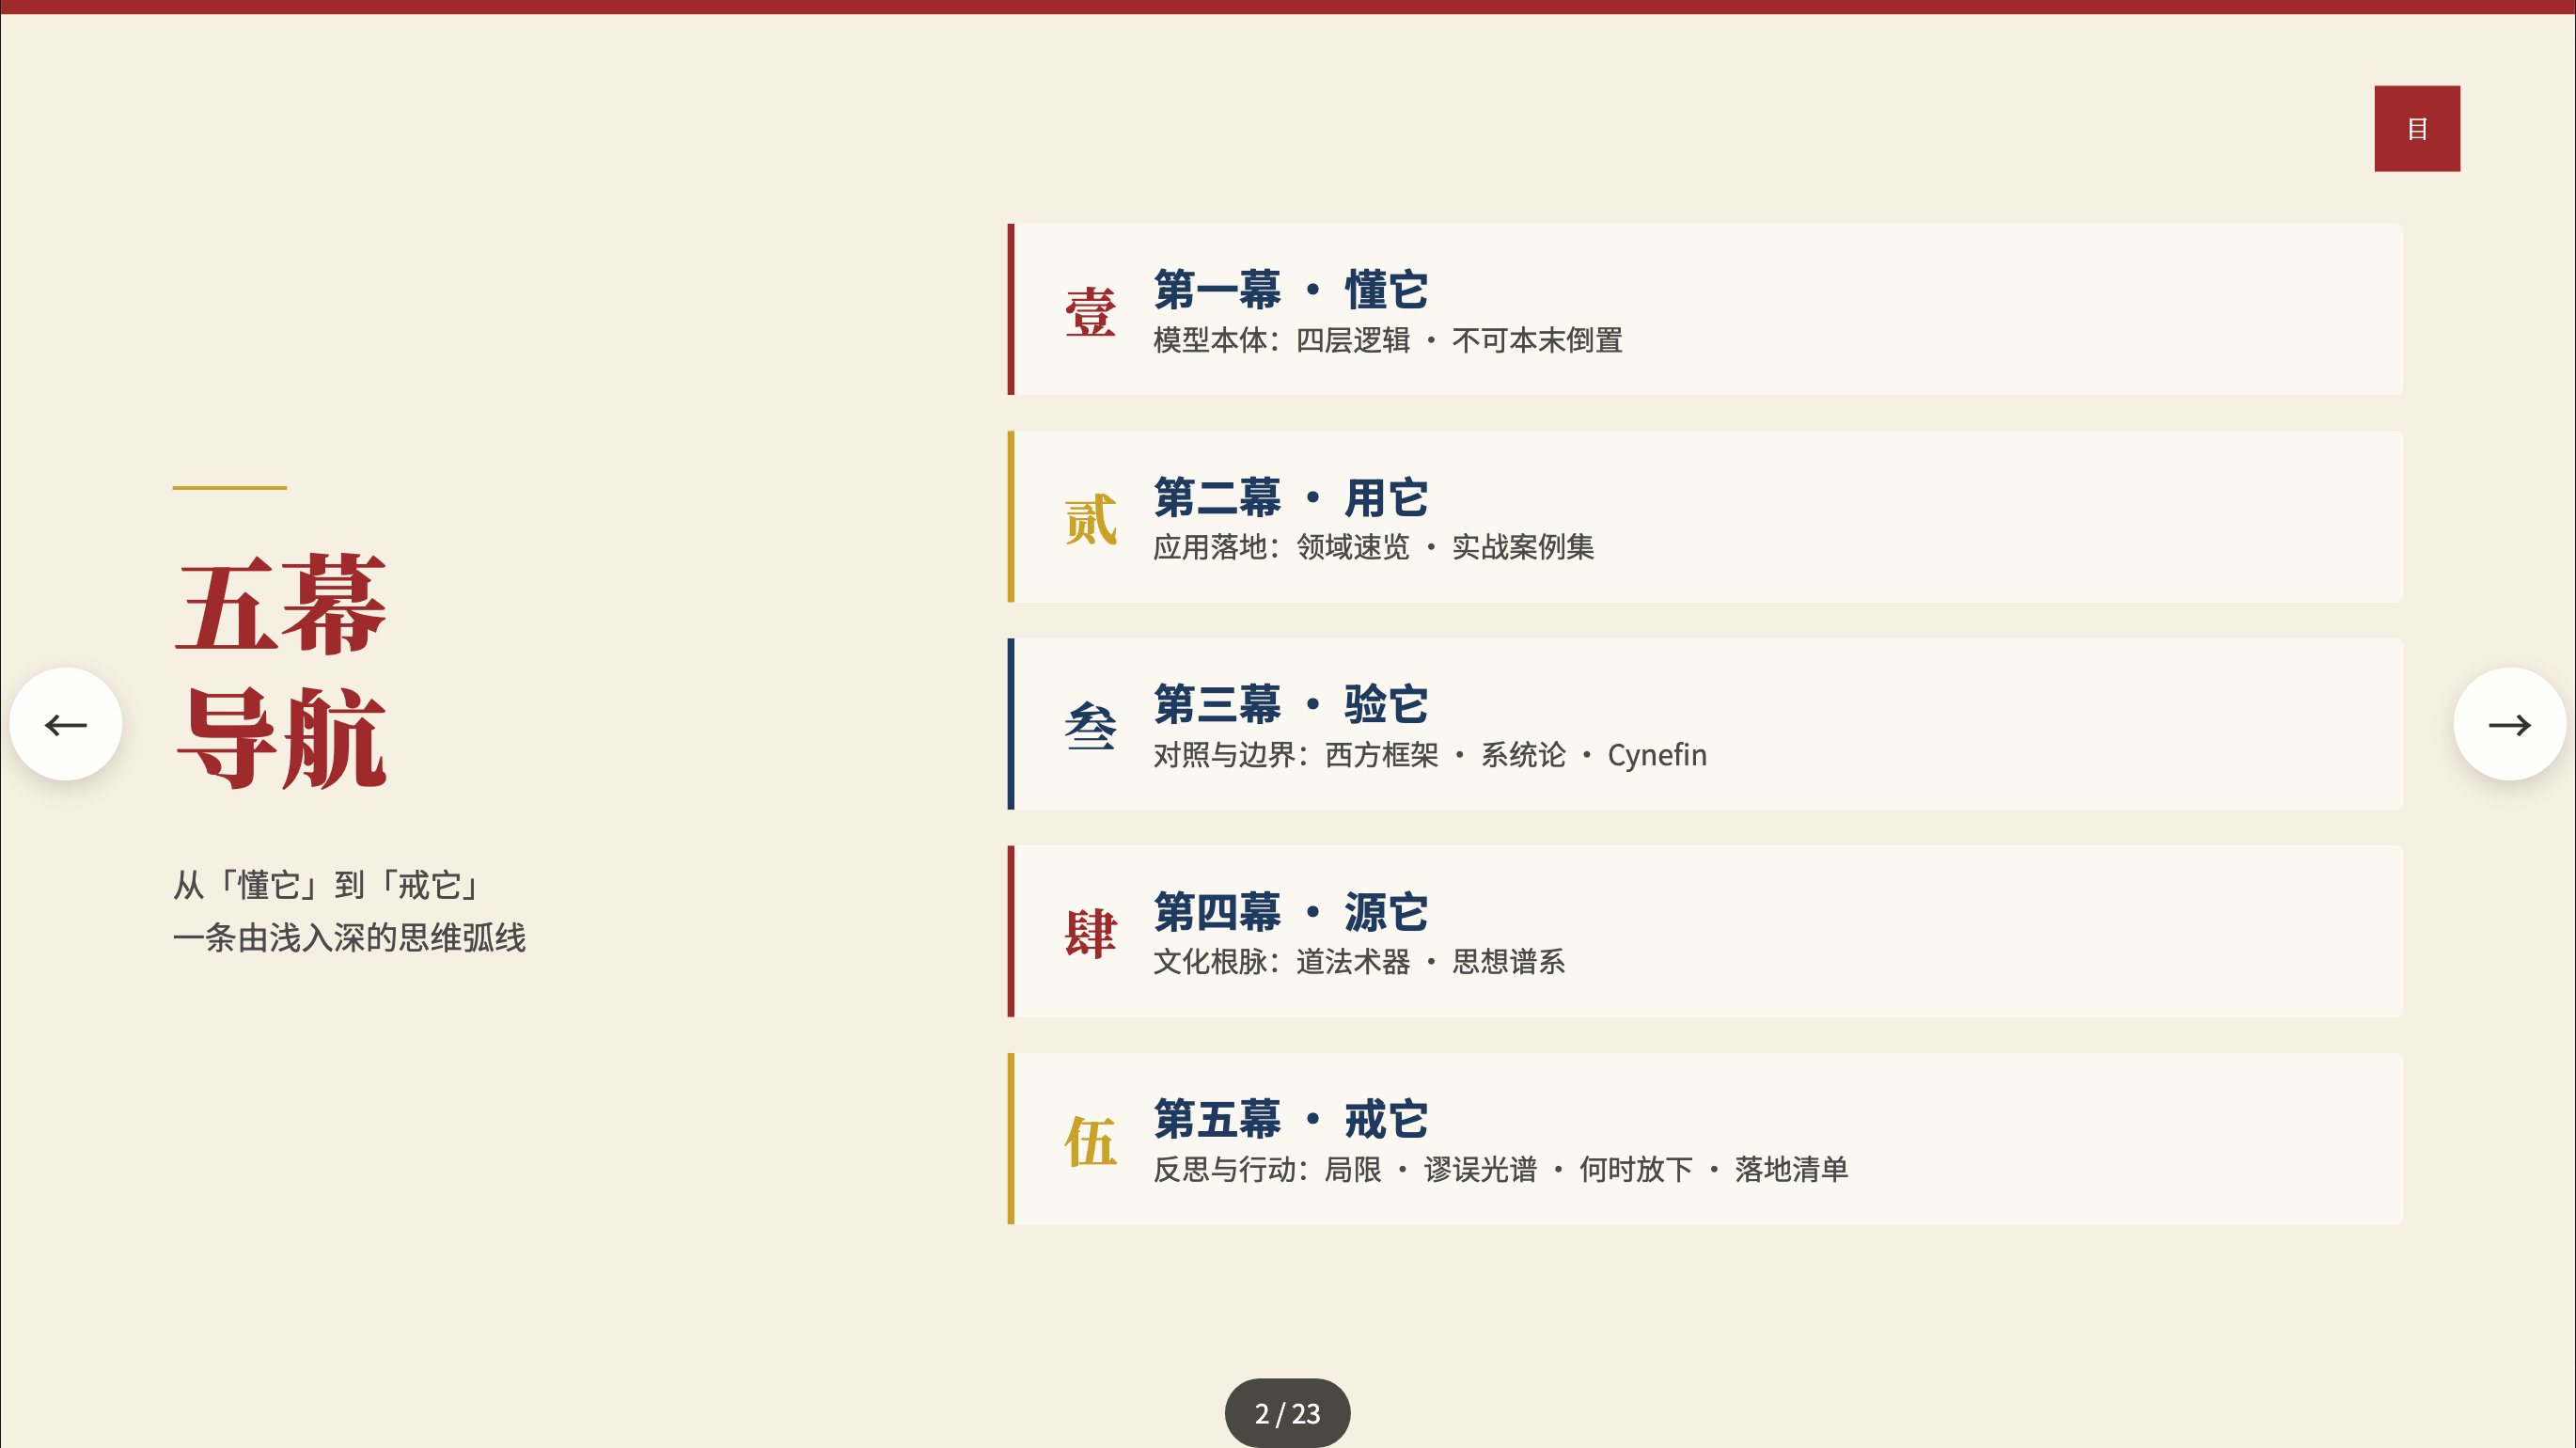 目
五幕
导航
从「懂它」到「戒它」
一条由浅入深的思维弧线
壹
第一幕 · 懂它
模型本体：四层逻辑 · 不可本末倒置
贰
第二幕 · 用它
应用落地：领域速览 · 实战案例集
叁
第三幕 · 验它
对照与边界：西方框架 · 系统论 · Cynefin
肆
第四幕 · 源它
文化根脉：道法术器 · 思想谱系
伍
第五幕 · 戒它
反思与行动：局限 · 谬误光谱 · 何时放下 · 落地清单
←
→
2 / 23